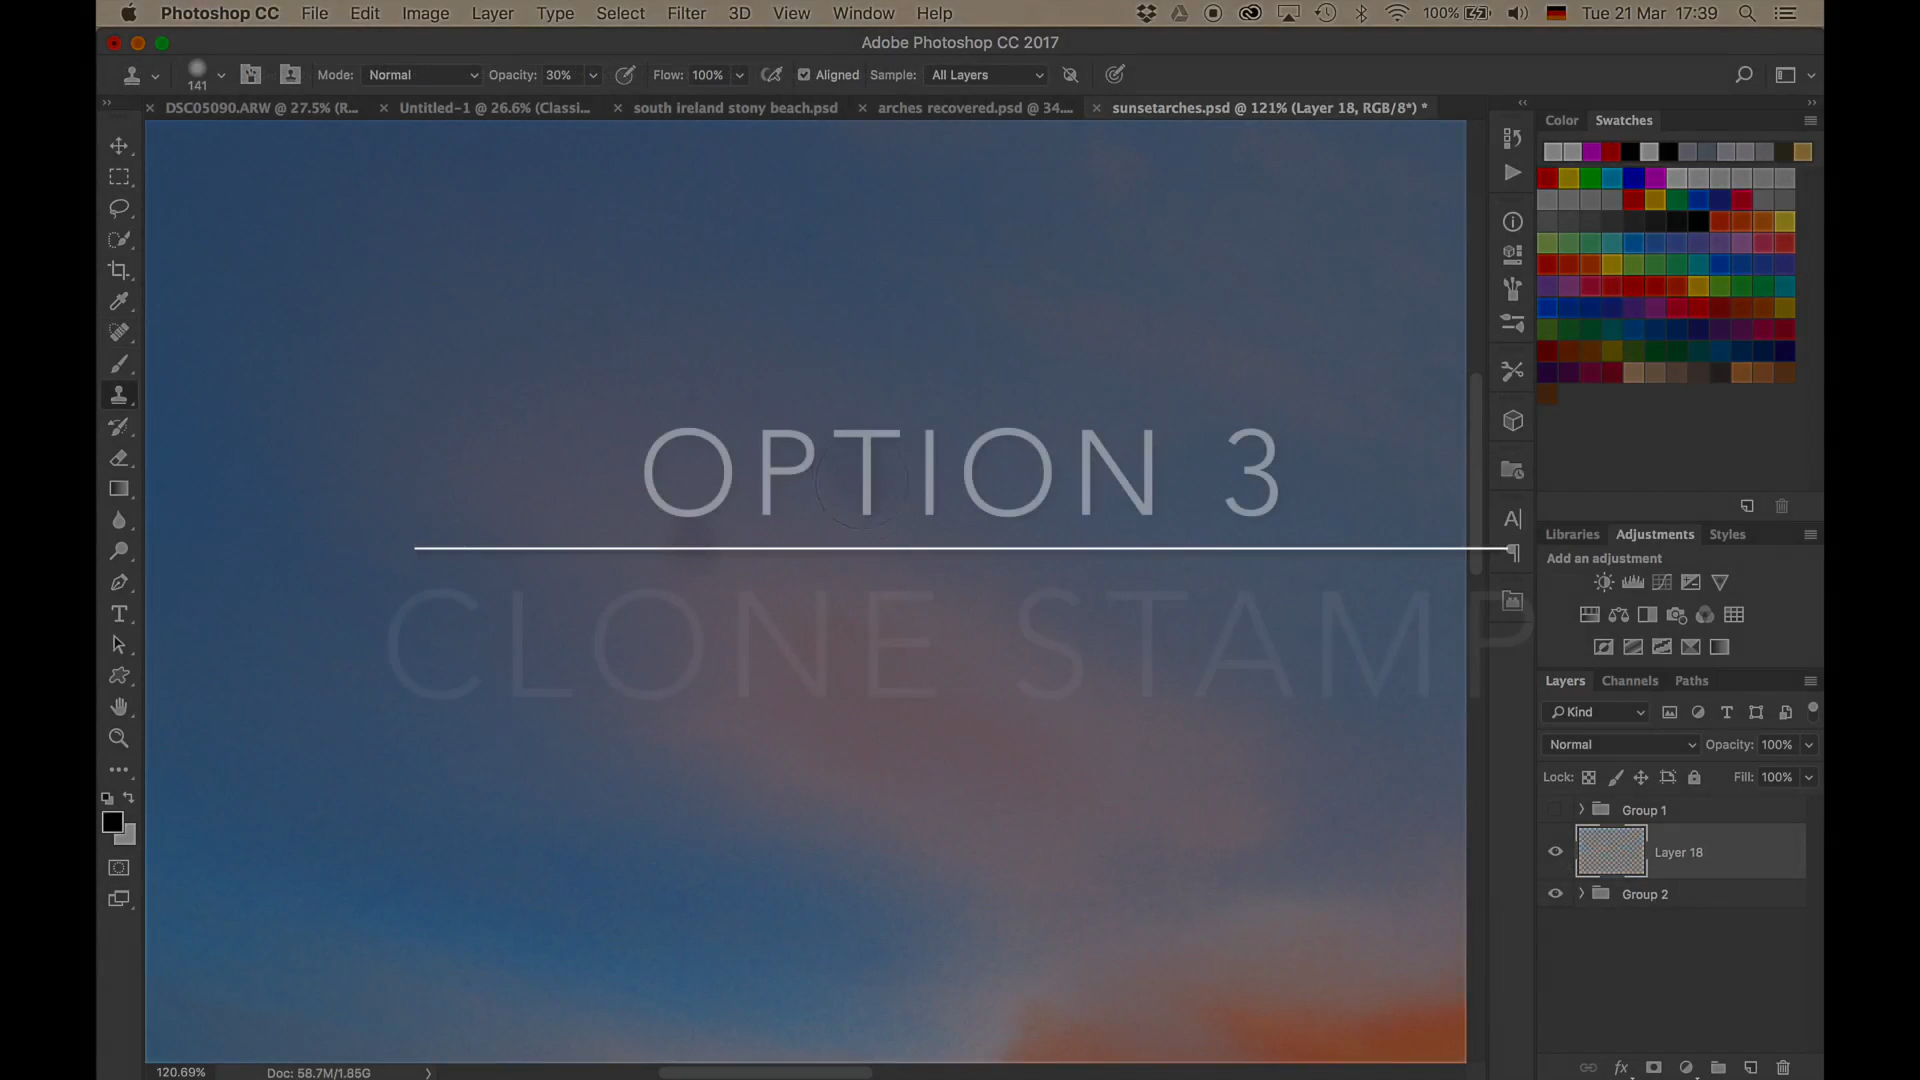 Photoshop CC File Edit Image Layer Type Select Filter 3D View Window Help 100% Tue 21 Mar 17:39
Adobe Photoshop CC 2017
141 Mode: Normal Opacity: 30% Flow: 100% Aligned Sample: All Layers
DSC05090.ARW @ 27.5% (R... Untitled-1 @ 26.6% (Classi... south ireland stony beach.psd arches recovered.psd @ 34.... sunsetarches.psd @ 121% (Layer 18, RGB/8*) *
Color Swatches
OPTION 3
CLONE STAMP
Libraries Adjustments Styles
Add an adjustment
Layers Channels Paths
Kind
Normal Opacity: 100%
Lock: Fill: 100%
Group 1
Layer 18
Group 2
120.69% Doc: 58.7M/1.85G
fx